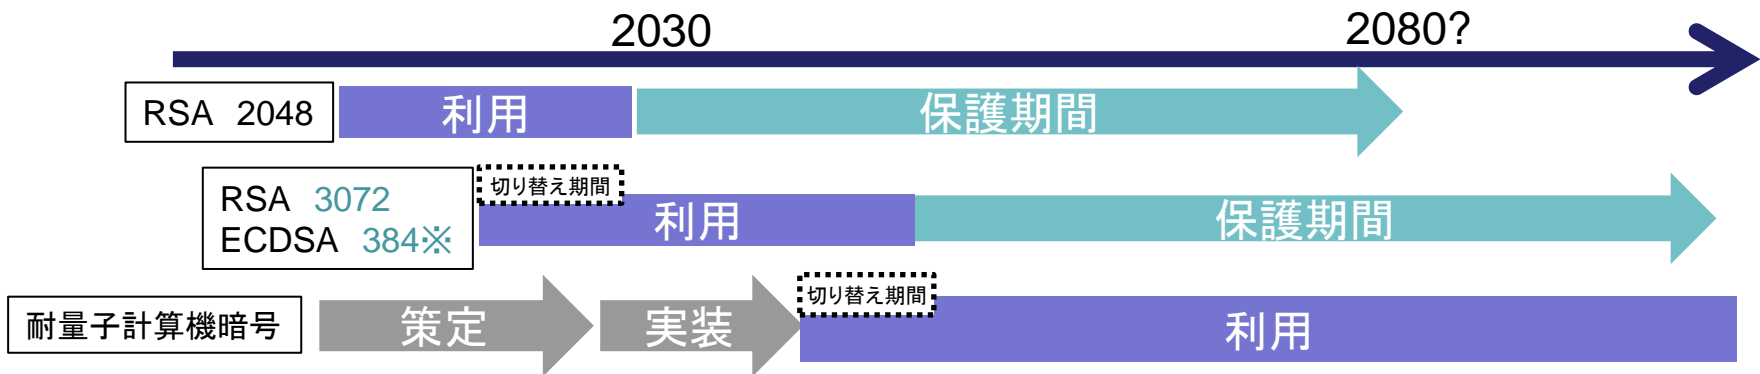 2030
2080?
RSA 2048
利用
保護期間
RSA 3072
ECDSA 384※
切り替え期間
利用
保護期間
耐量子計算機暗号
策定
実装
切り替え期間
利用